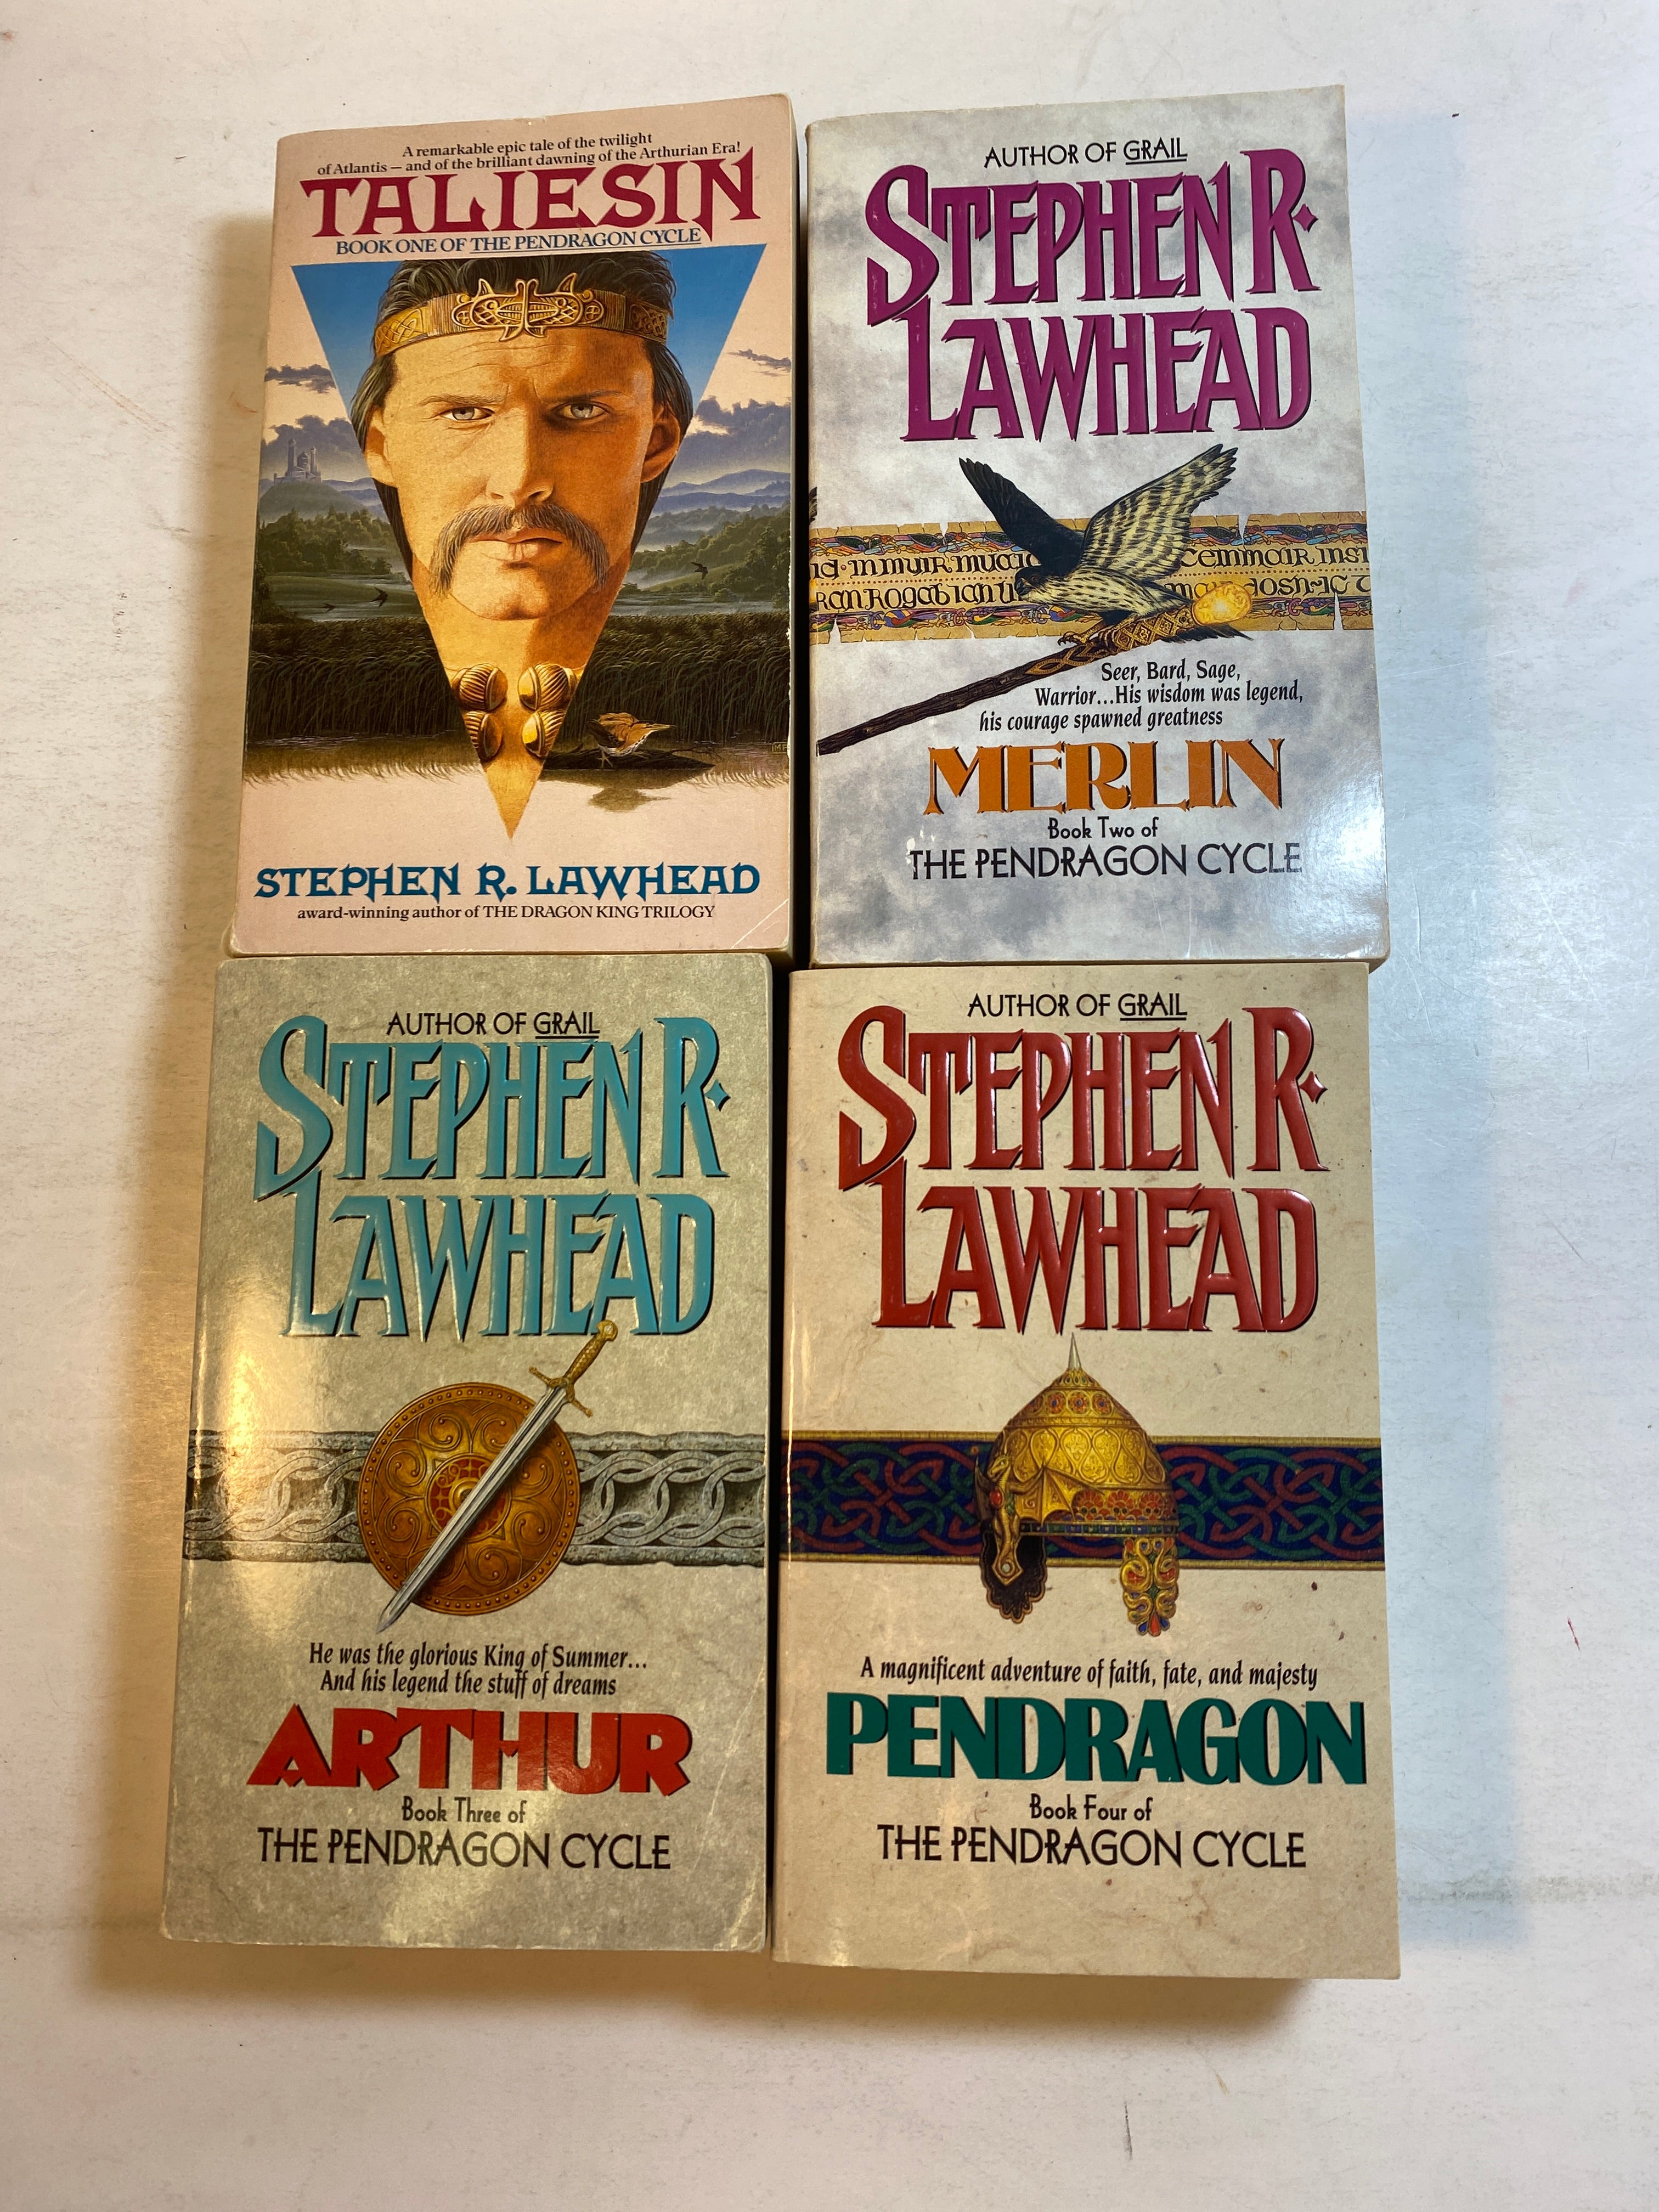 A remarkable epic tale of the twilight
of Atlantis — and of the brilliant dawning of the Arthurian Era!
TALIESIN
BOOK ONE OF THE PENDRAGON CYCLE
STEPHEN R. LAWHEAD
award-winning author of THE DRAGON KING TRILOGY
AUTHOR OF GRAIL
STEPHEN R.
LAWHEAD
Seer, Bard, Sage,
Warrior...His wisdom was legend,
his courage spawned greatness
MERLIN
Book Two of
THE PENDRAGON CYCLE
AUTHOR OF GRAIL
STEPHEN R.
LAWHEAD
He was the glorious King of Summer...
And his legend the stuff of dreams
ARTHUR
Book Three of
THE PENDRAGON CYCLE
AUTHOR OF GRAIL
STEPHEN R.
LAWHEAD
A magnificent adventure of faith, fate, and majesty
PENDRAGON
Book Four of
THE PENDRAGON CYCLE